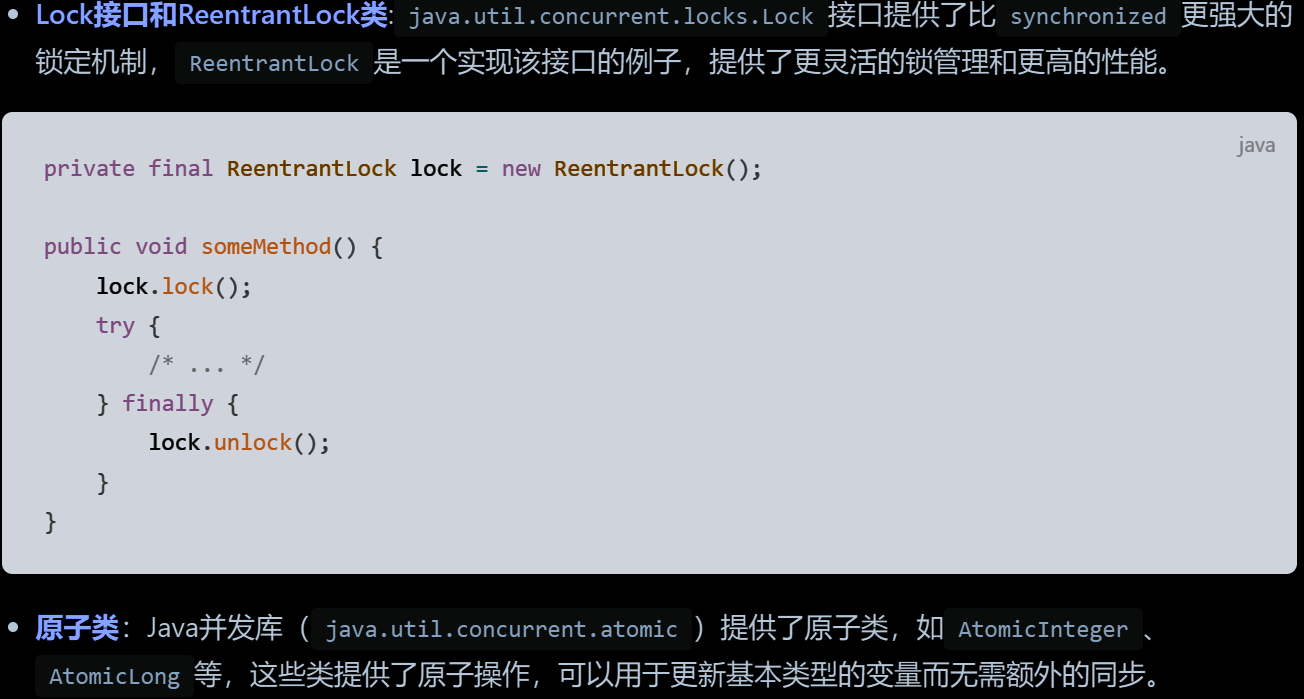 • Lock接口和ReentrantLock类: java.util.concurrent.locks.Lock 接口提供了比 synchronized 更强大的
锁定机制， ReentrantLock 是一个实现该接口的例子，提供了更灵活的锁管理和更高的性能。
java
private final ReentrantLock lock = new ReentrantLock();
public void someMethod() {
    lock.lock();
    try {
        /* ... */
    } finally {
        lock.unlock();
    }
}
• 原子类：Java并发库（ java.util.concurrent.atomic ）提供了原子类，如 AtomicInteger 、
AtomicLong 等，这些类提供了原子操作，可以用于更新基本类型的变量而无需额外的同步。